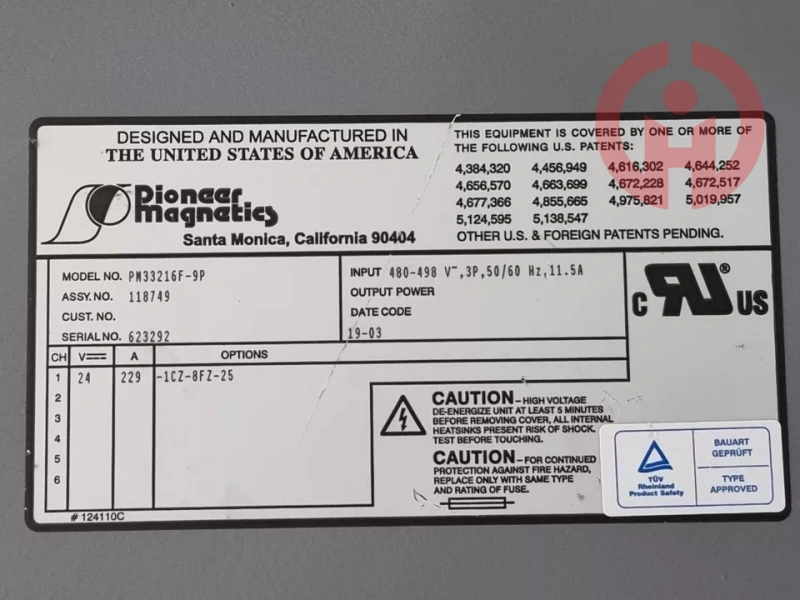 DESIGNED AND MANUFACTURED IN
THE UNITED STATES OF AMERICA
Pioneer
Magnetics
Santa Monica, California 90404
THIS EQUIPMENT IS COVERED BY ONE OR MORE OF
THE FOLLOWING U.S. PATENTS:
4,384,320 4,456,949 4,616,302 4,644,252
4,656,570 4,663,699 4,672,228 4,672,517
4,677,366 4,855,665 4,975,821 5,019,957
5,124,595 5,138,547
OTHER U.S. & FOREIGN PATENTS PENDING.
MODEL NO. PM33216F-9P
ASSY.NO. 118749
CUST. NO.
SERIAL NO. 623292
INPUT 480-498 V~,3P,50/60 Hz,11.5A
OUTPUT POWER
DATE CODE
19-03
C RU® US
CH V A OPTIONS
1 24 229 -1CZ-8FZ-25
2
3
4
5
6
CAUTION – HIGH VOLTAGE
DE-ENERGIZE UNIT AT LEAST 5 MINUTES
BEFORE REMOVING COVER, ALL INTERNAL
HEATSINKS PRESENT RISK OF SHOCK.
TEST BEFORE TOUCHING.
CAUTION – FOR CONTINUED
PROTECTION AGAINST FIRE HAZARD,
REPLACE ONLY WITH SAME TYPE
AND RATING OF FUSE.
TÜV
Rheinland
Product Safety
BAUART
GEPRÜFT
TYPE
APPROVED
# 124110C